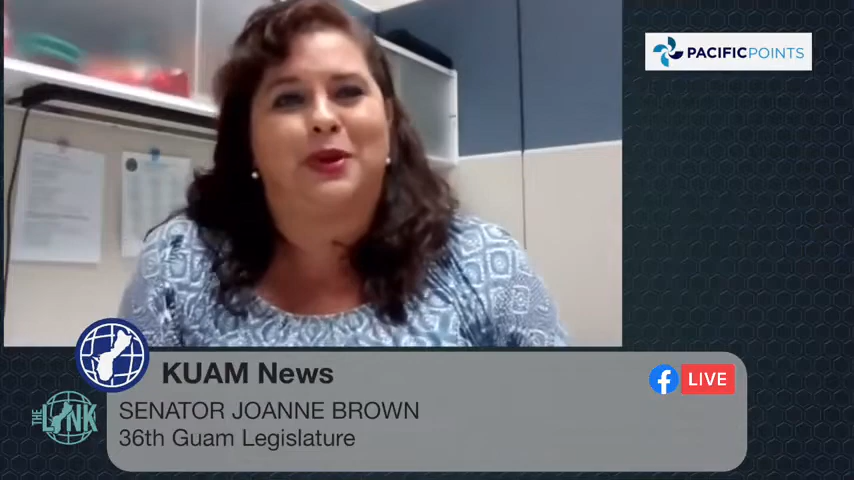 PACIFICPOINTS
KUAM News
LIVE
SENATOR JOANNE BROWN
36th Guam Legislature
THE LINK